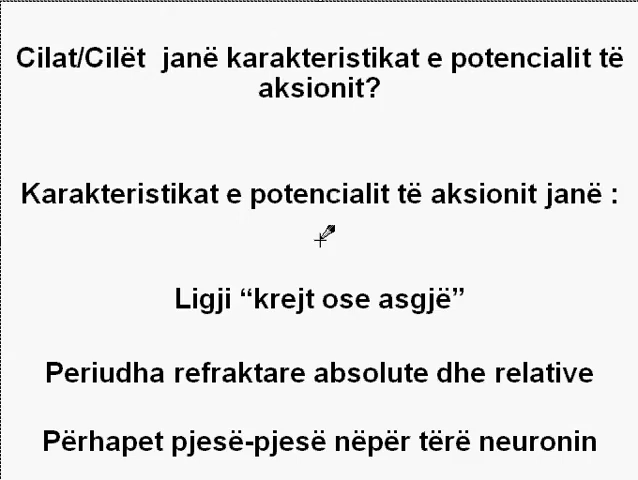 Cilat/Cilët janë karakteristikat e potencialit të
aksionit?
Karakteristikat e potencialit të aksionit janë :
Ligji “krejt ose asgjë”
Periudha refraktare absolute dhe relative
Përhapet pjesë-pjesë nëpër tërë neuronin